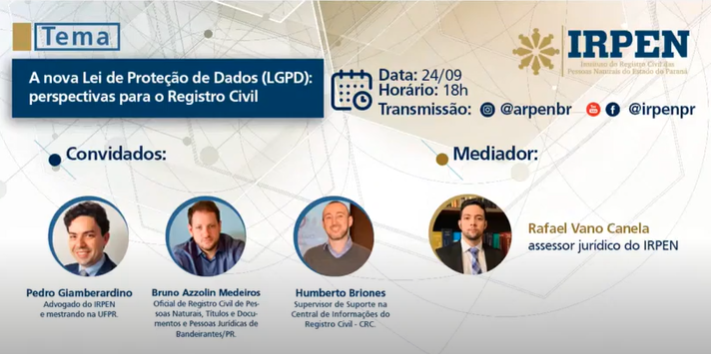 Tema
A nova Lei de Proteção de Dados (LGPD):
perspectivas para o Registro Civil
Data: 24/09
Horário: 18h
Transmissão: @arpenbr @irpenpr
IRPEN
Instituto do Registro Civil das
Pessoas Naturais do Estado do Paraná
Convidados:
Pedro Giamberardino
Advogado do IRPEN
e mestrando na UFPR.
Bruno Azzolin Medeiros
Oficial de Registro Civil de Pes-
soas Naturais, Títulos e Docu-
mentos e Pessoas Jurídicas de
Bandeirantes/PR.
Humberto Briones
Supervisor de Suporte na
Central de Informações do
Registro Civil - CRC.
Mediador:
Rafael Vano Canela
assessor jurídico do IRPEN